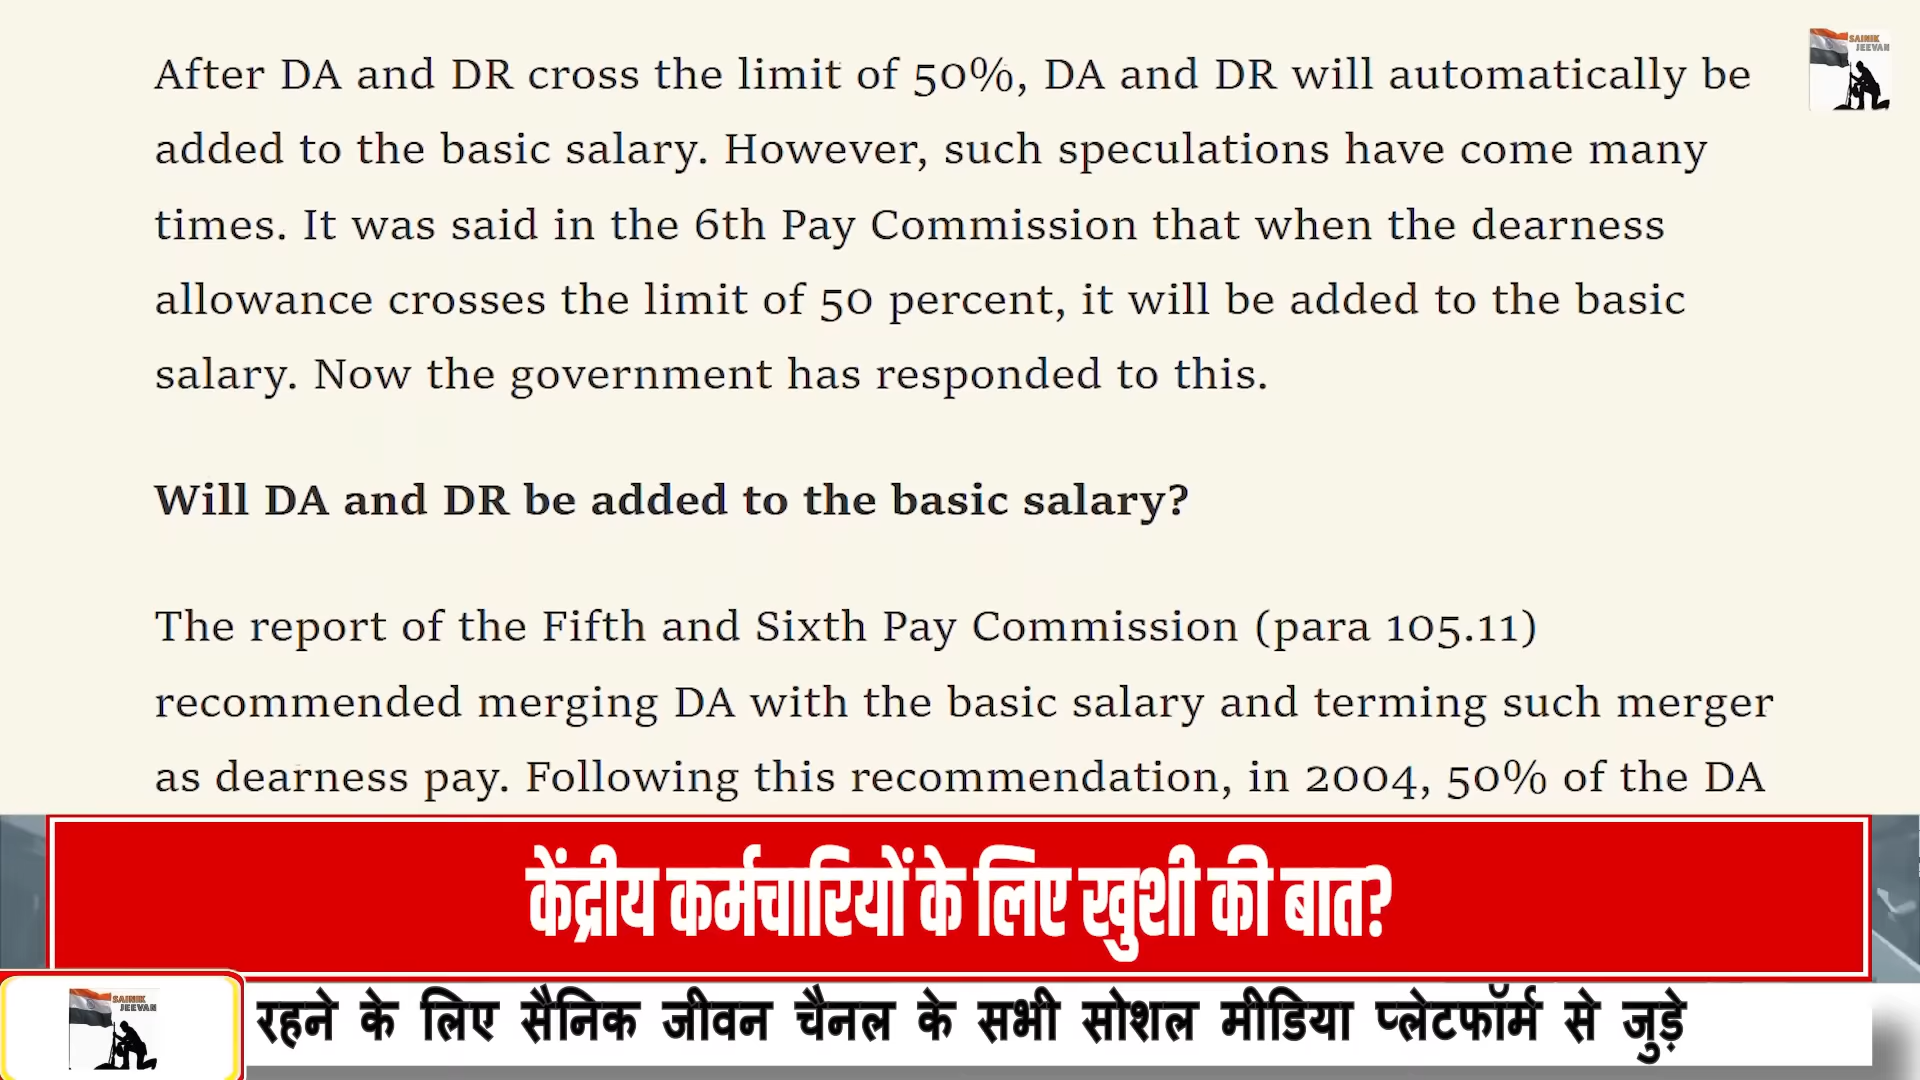 After DA and DR cross the limit of 50%, DA and DR will automatically be
added to the basic salary. However, such speculations have come many
times. It was said in the 6th Pay Commission that when the dearness
allowance crosses the limit of 50 percent, it will be added to the basic
salary. Now the government has responded to this.
Will DA and DR be added to the basic salary?
The report of the Fifth and Sixth Pay Commission (para 105.11)
recommended merging DA with the basic salary and terming such merger
as dearness pay. Following this recommendation, in 2004, 50% of the DA
केंद्रीय कर्मचारियों के लिए खुशी की बात?
रहने के लिए सैनिक जीवन चैनल के सभी सोशल मीडिया प्लेटफॉर्म से जुड़े
SAINIK
JEEVAN
SAINIK
JEEVAN